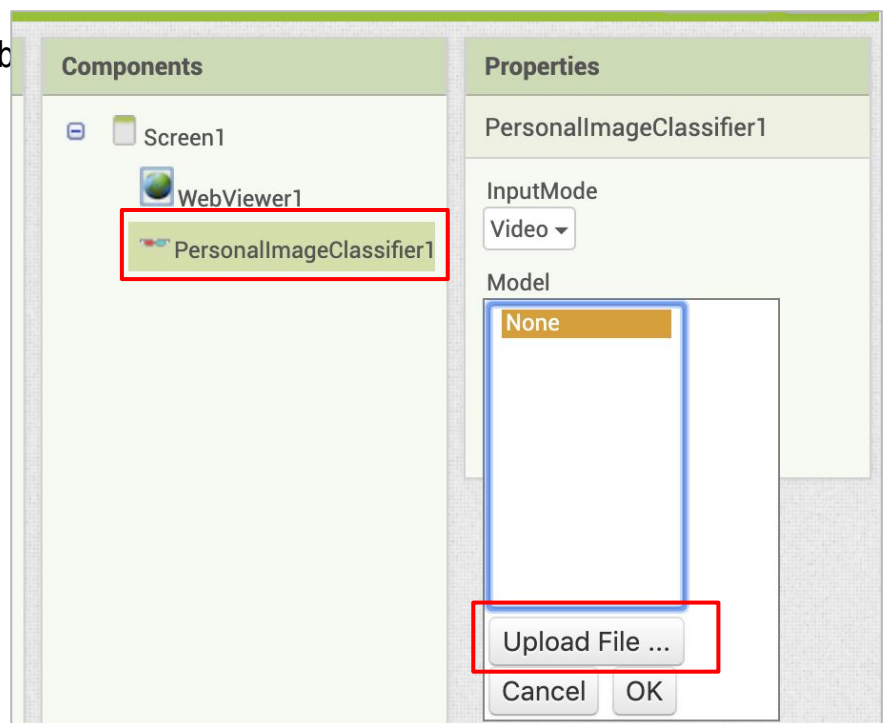 b
Components
Screen1
WebViewer1
PersonalImageClassifier1
Properties
PersonalImageClassifier1
InputMode
Video
Model
None
Upload File ...
Cancel OK